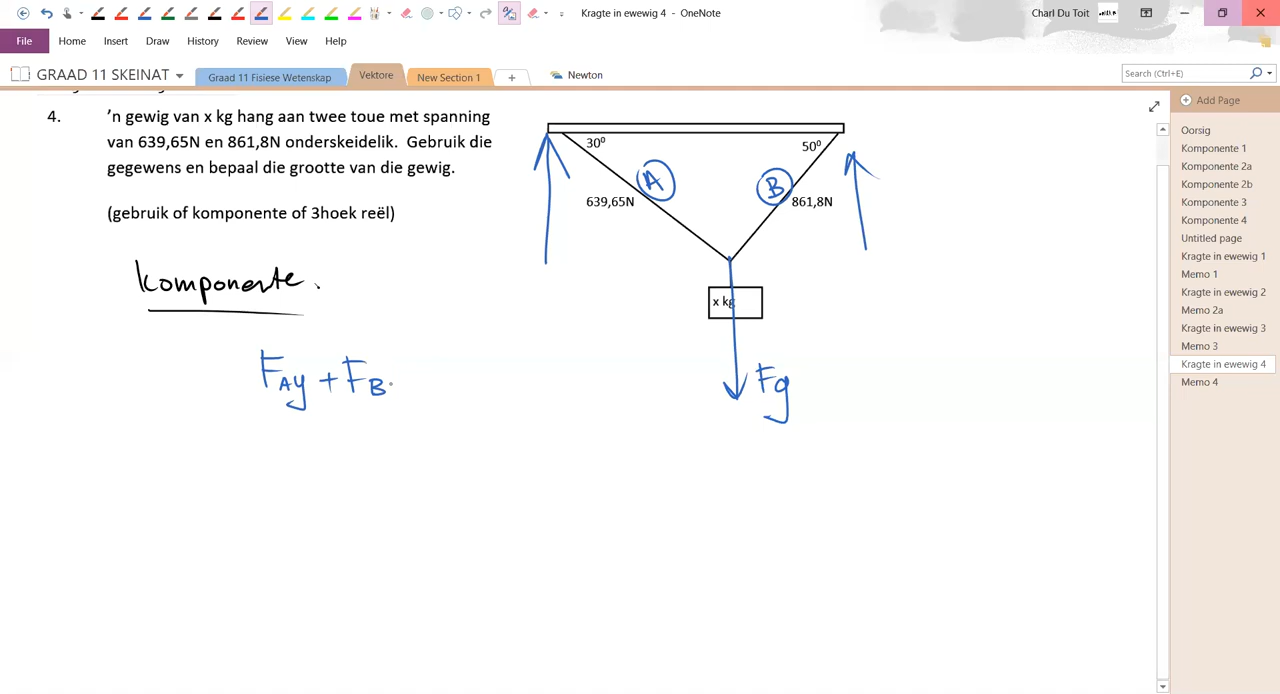 Kragte in ewewig 4 - OneNote
Charl Du Toit
File Home Insert Draw History Review View Help
GRAAD 11 SKEINAT
Graad 11 Fisiese Wetenskap
Vektore
New Section 1
+
Newton
Search (Ctrl+E)
Add Page
4. 'n gewig van x kg hang aan twee toue met spanning
van 639,65N en 861,8N onderskeidelik. Gebruik die
gegewens en bepaal die grootte van die gewig.
(gebruik of komponente of 3hoek reël)
30⁰
50⁰
A
B
639,65N
861,8N
x kg
Fg
Komponente.
FAy + FB
Oorsig
Komponente 1
Komponente 2a
Komponente 2b
Komponente 3
Komponente 4
Untitled page
Kragte in ewewig 1
Memo 1
Kragte in ewewig 2
Memo 2a
Kragte in ewewig 3
Memo 3
Kragte in ewewig 4
Memo 4